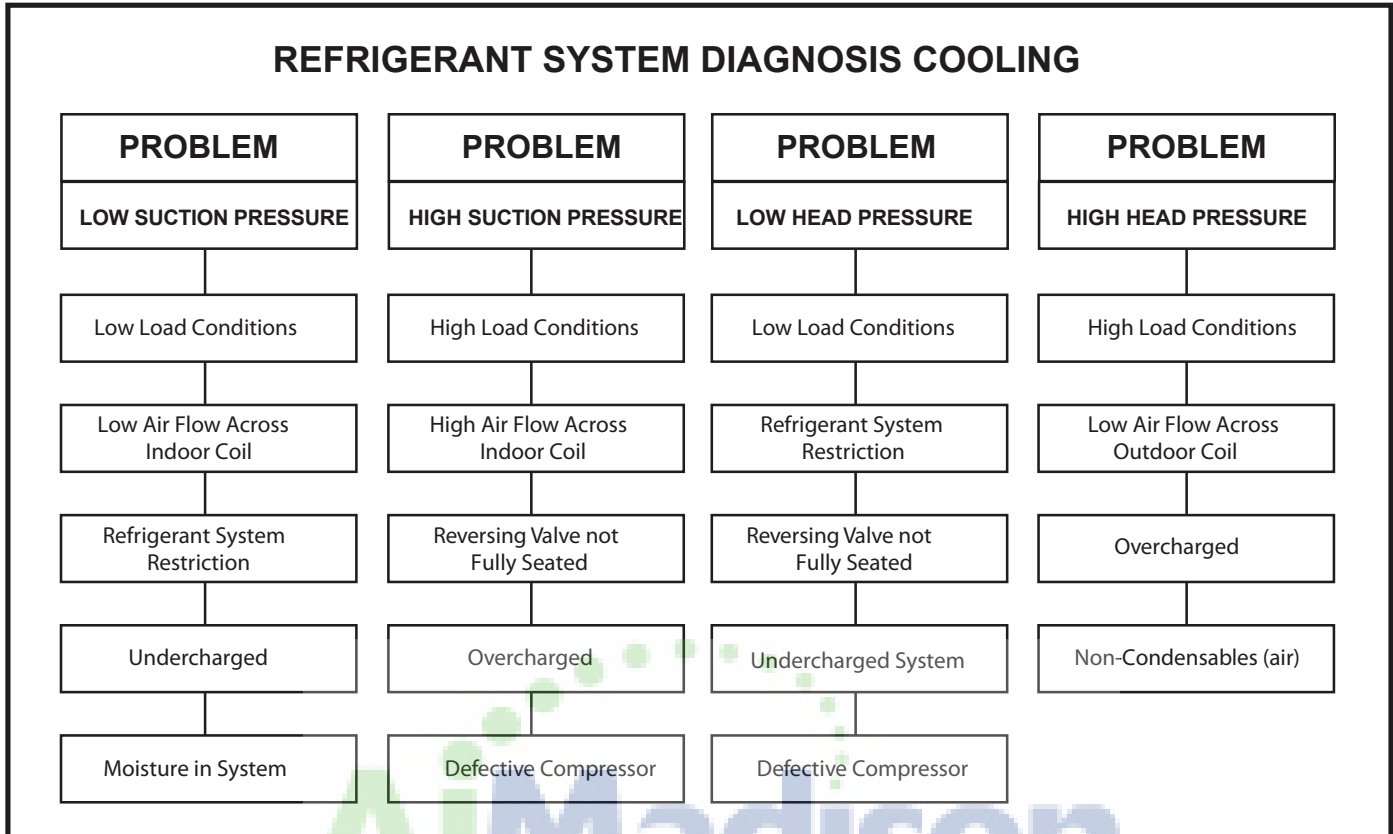 REFRIGERANT SYSTEM DIAGNOSIS COOLING
PROBLEM
LOW SUCTION PRESSURE
Low Load Conditions
Low Air Flow Across
Indoor Coil
Refrigerant System
Restriction
Undercharged
Moisture in System
PROBLEM
HIGH SUCTION PRESSURE
High Load Conditions
High Air Flow Across
Indoor Coil
Reversing Valve not
Fully Seated
Overcharged
Defective Compressor
PROBLEM
LOW HEAD PRESSURE
Low Load Conditions
Refrigerant System
Restriction
Reversing Valve not
Fully Seated
Undercharged System
Defective Compressor
PROBLEM
HIGH HEAD PRESSURE
High Load Conditions
Low Air Flow Across
Outdoor Coil
Overcharged
Non-Condensables (air)
AjMadison